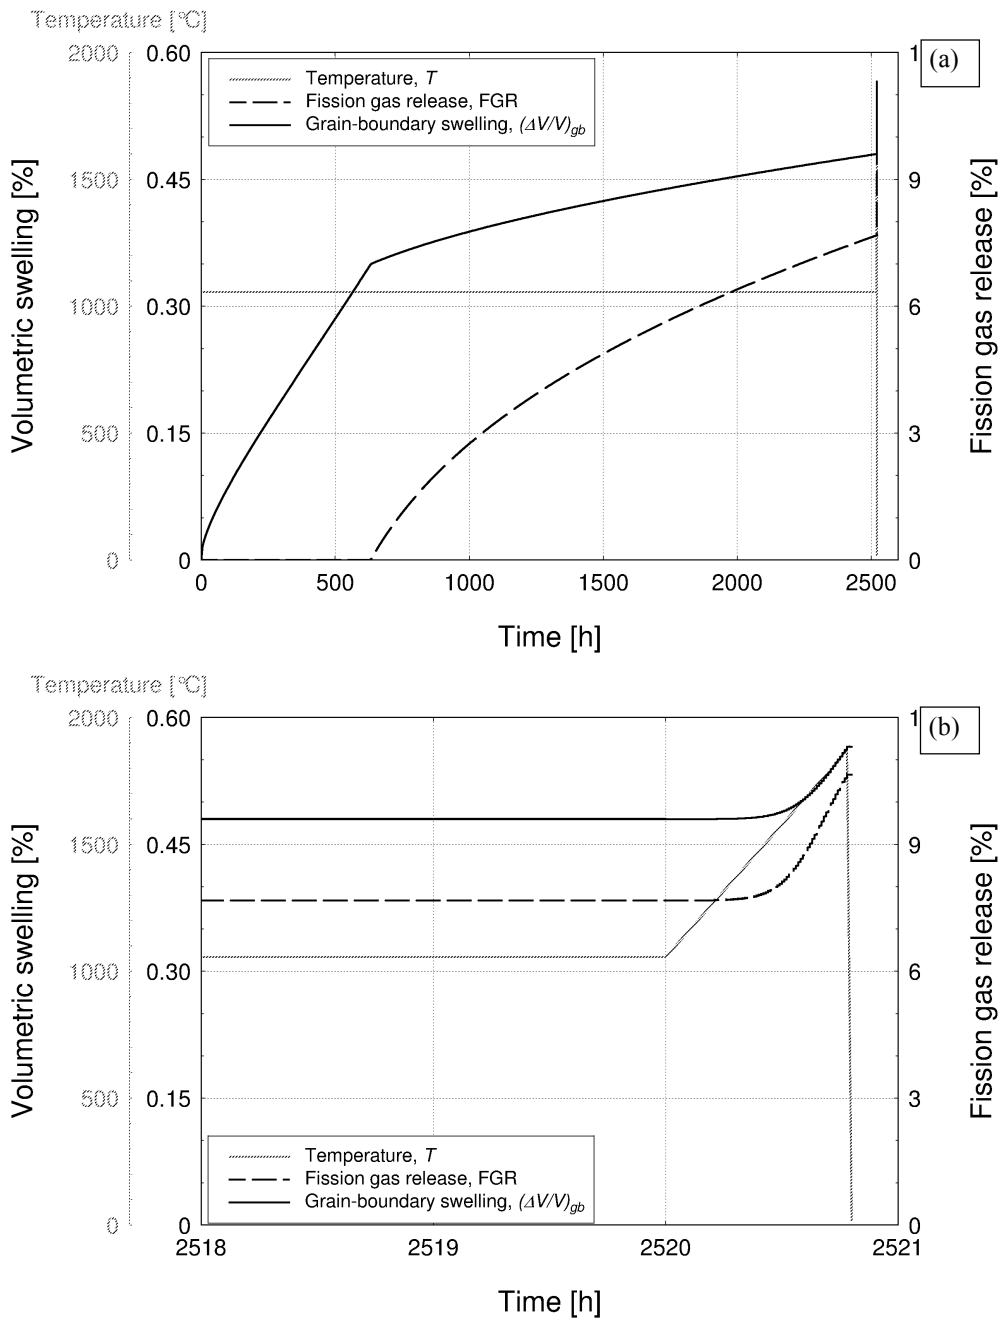 Temperature [°C]
2000 0.60 1 (a)
Temperature, T
Fission gas release, FGR
Grain-boundary swelling, (ΔV/V)gb
1500 0.45 9
1000 0.30 6
500 0.15 3
0 0 0
Volumetric swelling [%]
Fission gas release [%]
0 500 1000 1500 2000 2500
Time [h]
Temperature [°C]
2000 0.60 1 (b)
1500 0.45 9
1000 0.30 6
500 0.15 3
Volumetric swelling [%]
Fission gas release [%]
Temperature, T
Fission gas release, FGR
Grain-boundary swelling, (ΔV/V)gb
0 0 0
2518 2519 2520 2521
Time [h]